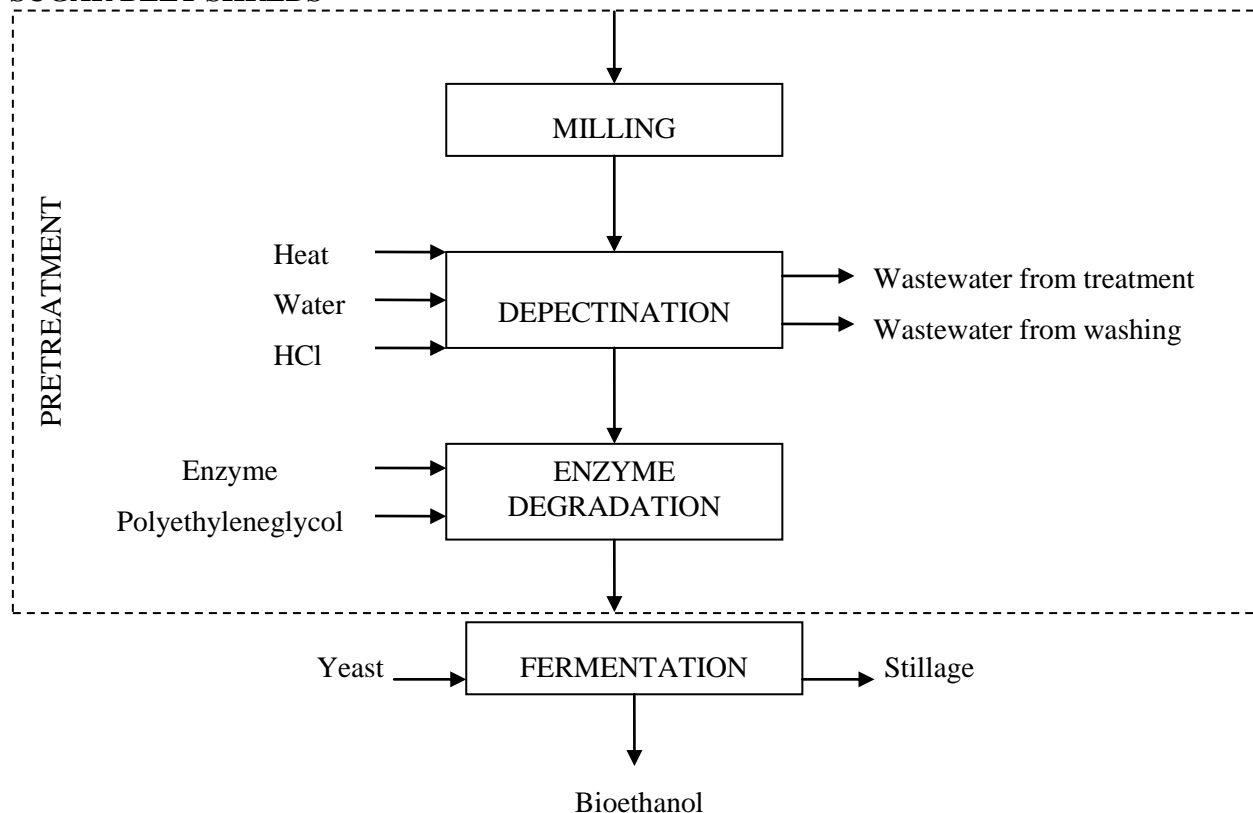 MILLING
PRETREATMENT
Heat
Water
HCl
DEPECTINATION
Wastewater from treatment
Wastewater from washing
Enzyme
Polyethyleneglycol
ENZYME
DEGRADATION
Yeast
FERMENTATION
Stillage
Bioethanol